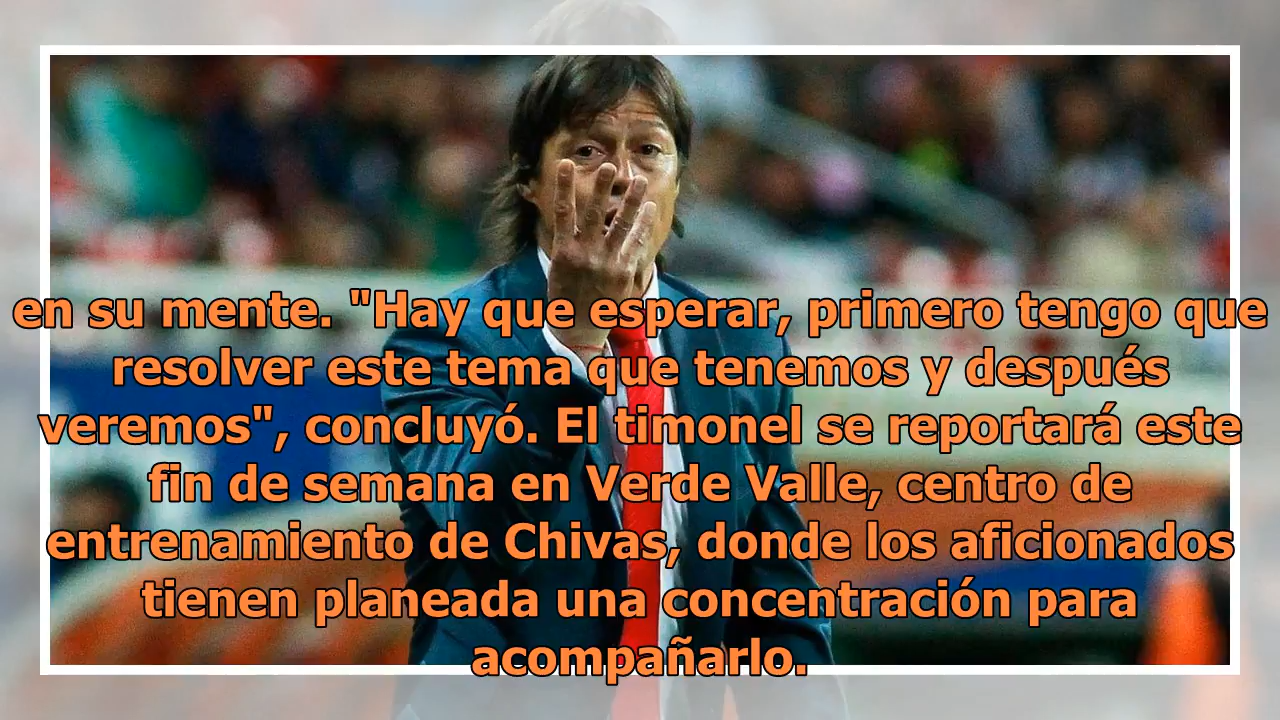 en su mente. "Hay que esperar, primero tengo que
resolver este tema que tenemos y después
veremos", concluyó. El timonel se reportará este
fin de semana en Verde Valle, centro de
entrenamiento de Chivas, donde los aficionados
tienen planeada una concentración para
acompañarlo.